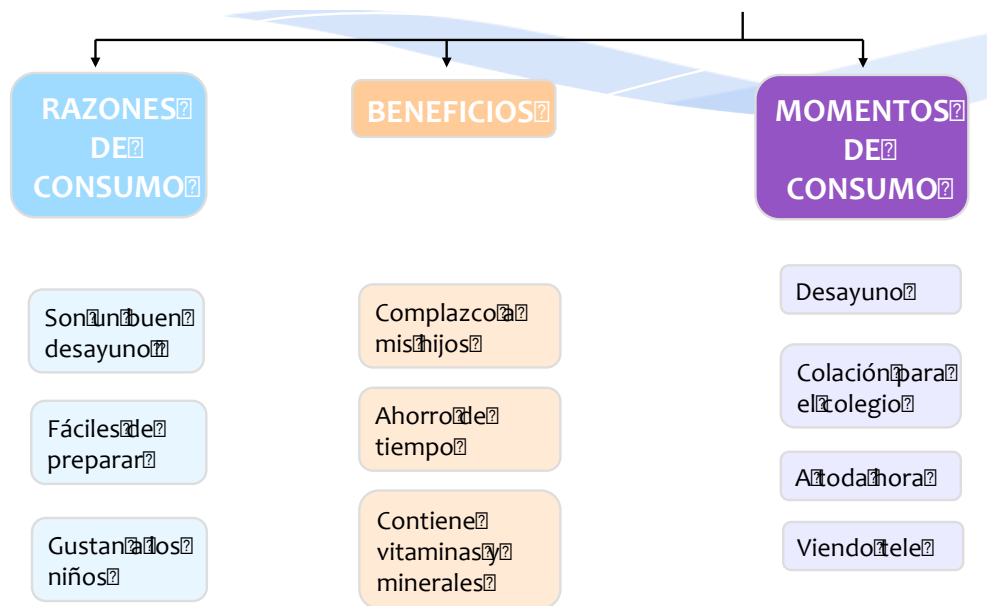 RAZONES
DE
CONSUMO
Son un buen
desayuno
Fáciles de
preparar
Gustan a los
niños
BENEFICIOS
Complazco a
mis hijos
Ahorro de
tiempo
Contiene
vitaminas y
minerales
MOMENTOS
DE
CONSUMO
Desayuno
Colación para
el colegio
A toda hora
Viendo tele